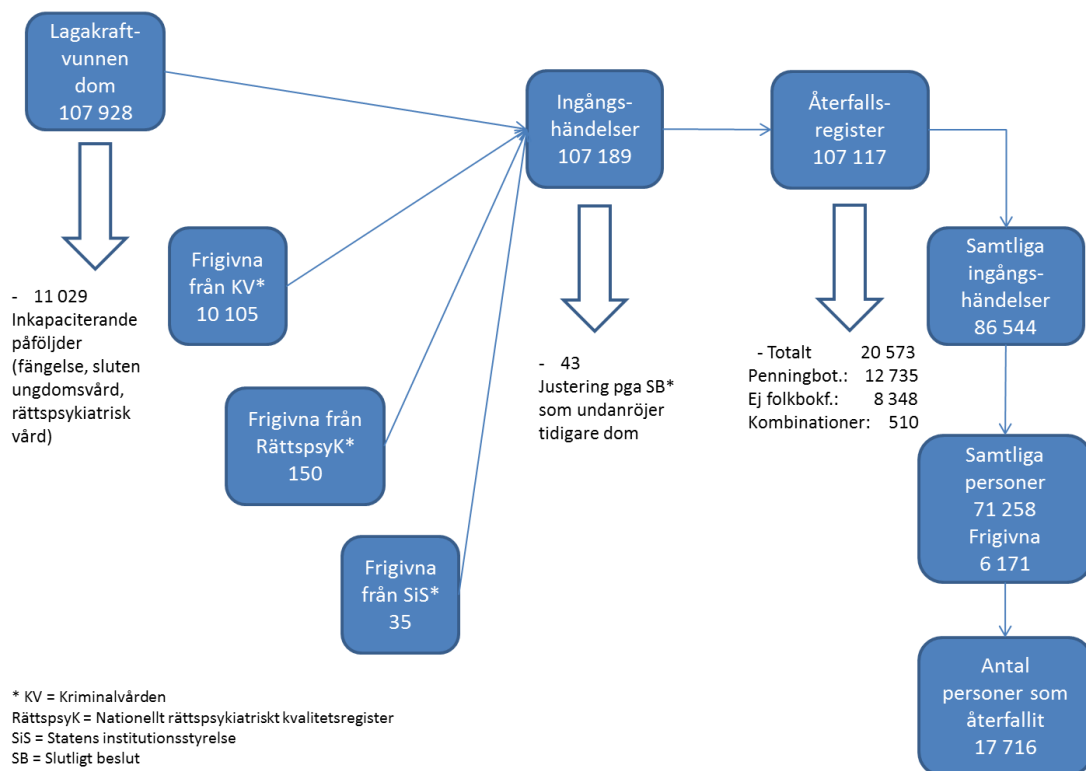 Lagakraft-
vunnen
dom
107 928
- 11 029
Inkapaciterande
påföljder
(fängelse, sluten
ungdomsvård,
rättspsykiatrisk
vård)
Frigivna
från KV*
10 105
Frigivna från
RättspsyK*
150
Frigivna
från SiS*
35
Ingångs-
händelser
107 189
- 43
Justering pga SB*
som undanröjer
tidigare dom
Återfalls-
register
107 117
- Totalt 20 573
Penningbot.: 12 735
Ej folkbokf.: 8 348
Kombinationer: 510
Samtliga
ingångs-
händelser
86 544
Samtliga
personer
71 258
Frigivna
6 171
Antal
personer som
återfallit
17 716
* KV = Kriminalvården
RättspsyK = Nationellt rättspsykiatriskt kvalitetsregister
SiS = Statens institutionsstyrelse
SB = Slutligt beslut